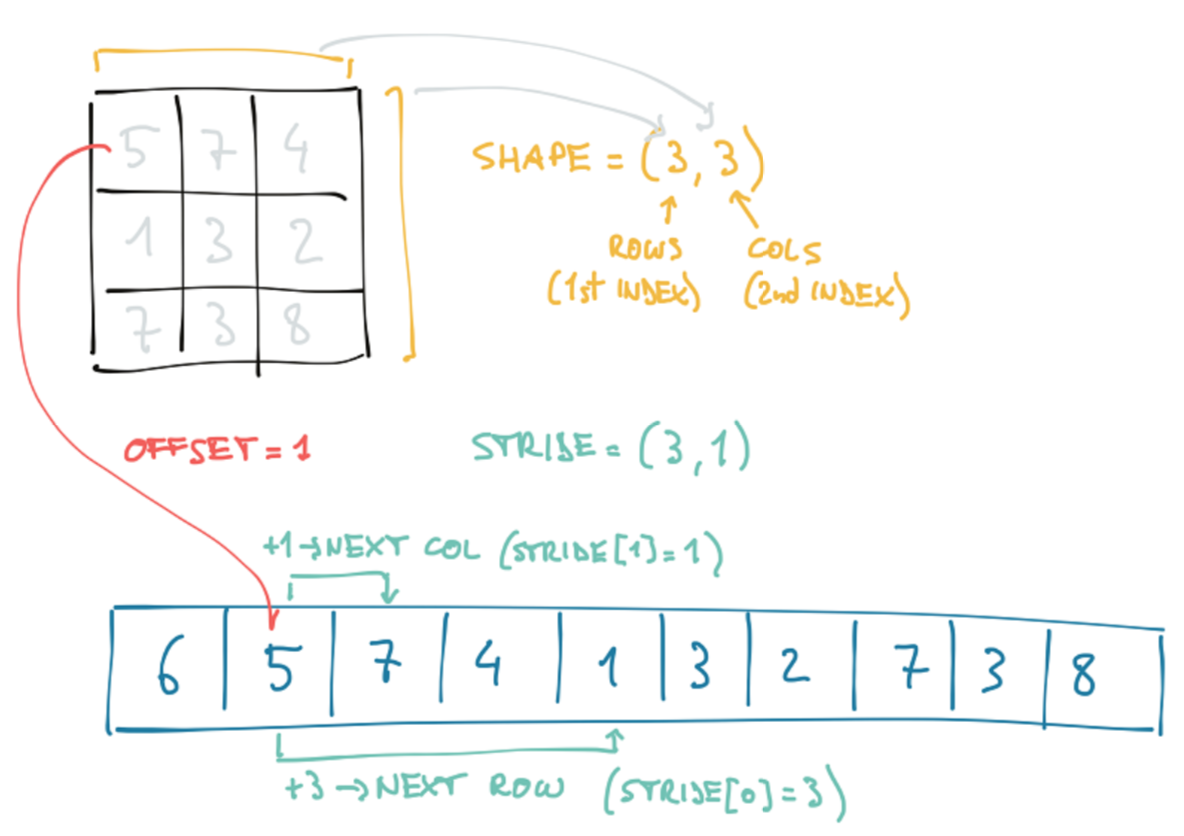 5 7 4
1 3 2
7 3 8
SHAPE = (3, 3)
ROWS
(1st INDEX)
COLS
(2nd INDEX)
OFFSET = 1
STRIDE = (3, 1)
+1→NEXT COL (STRIDE[1]=1)
6 5 7 4 1 3 2 7 3 8
+3→NEXT ROW (STRIDE[0]=3)